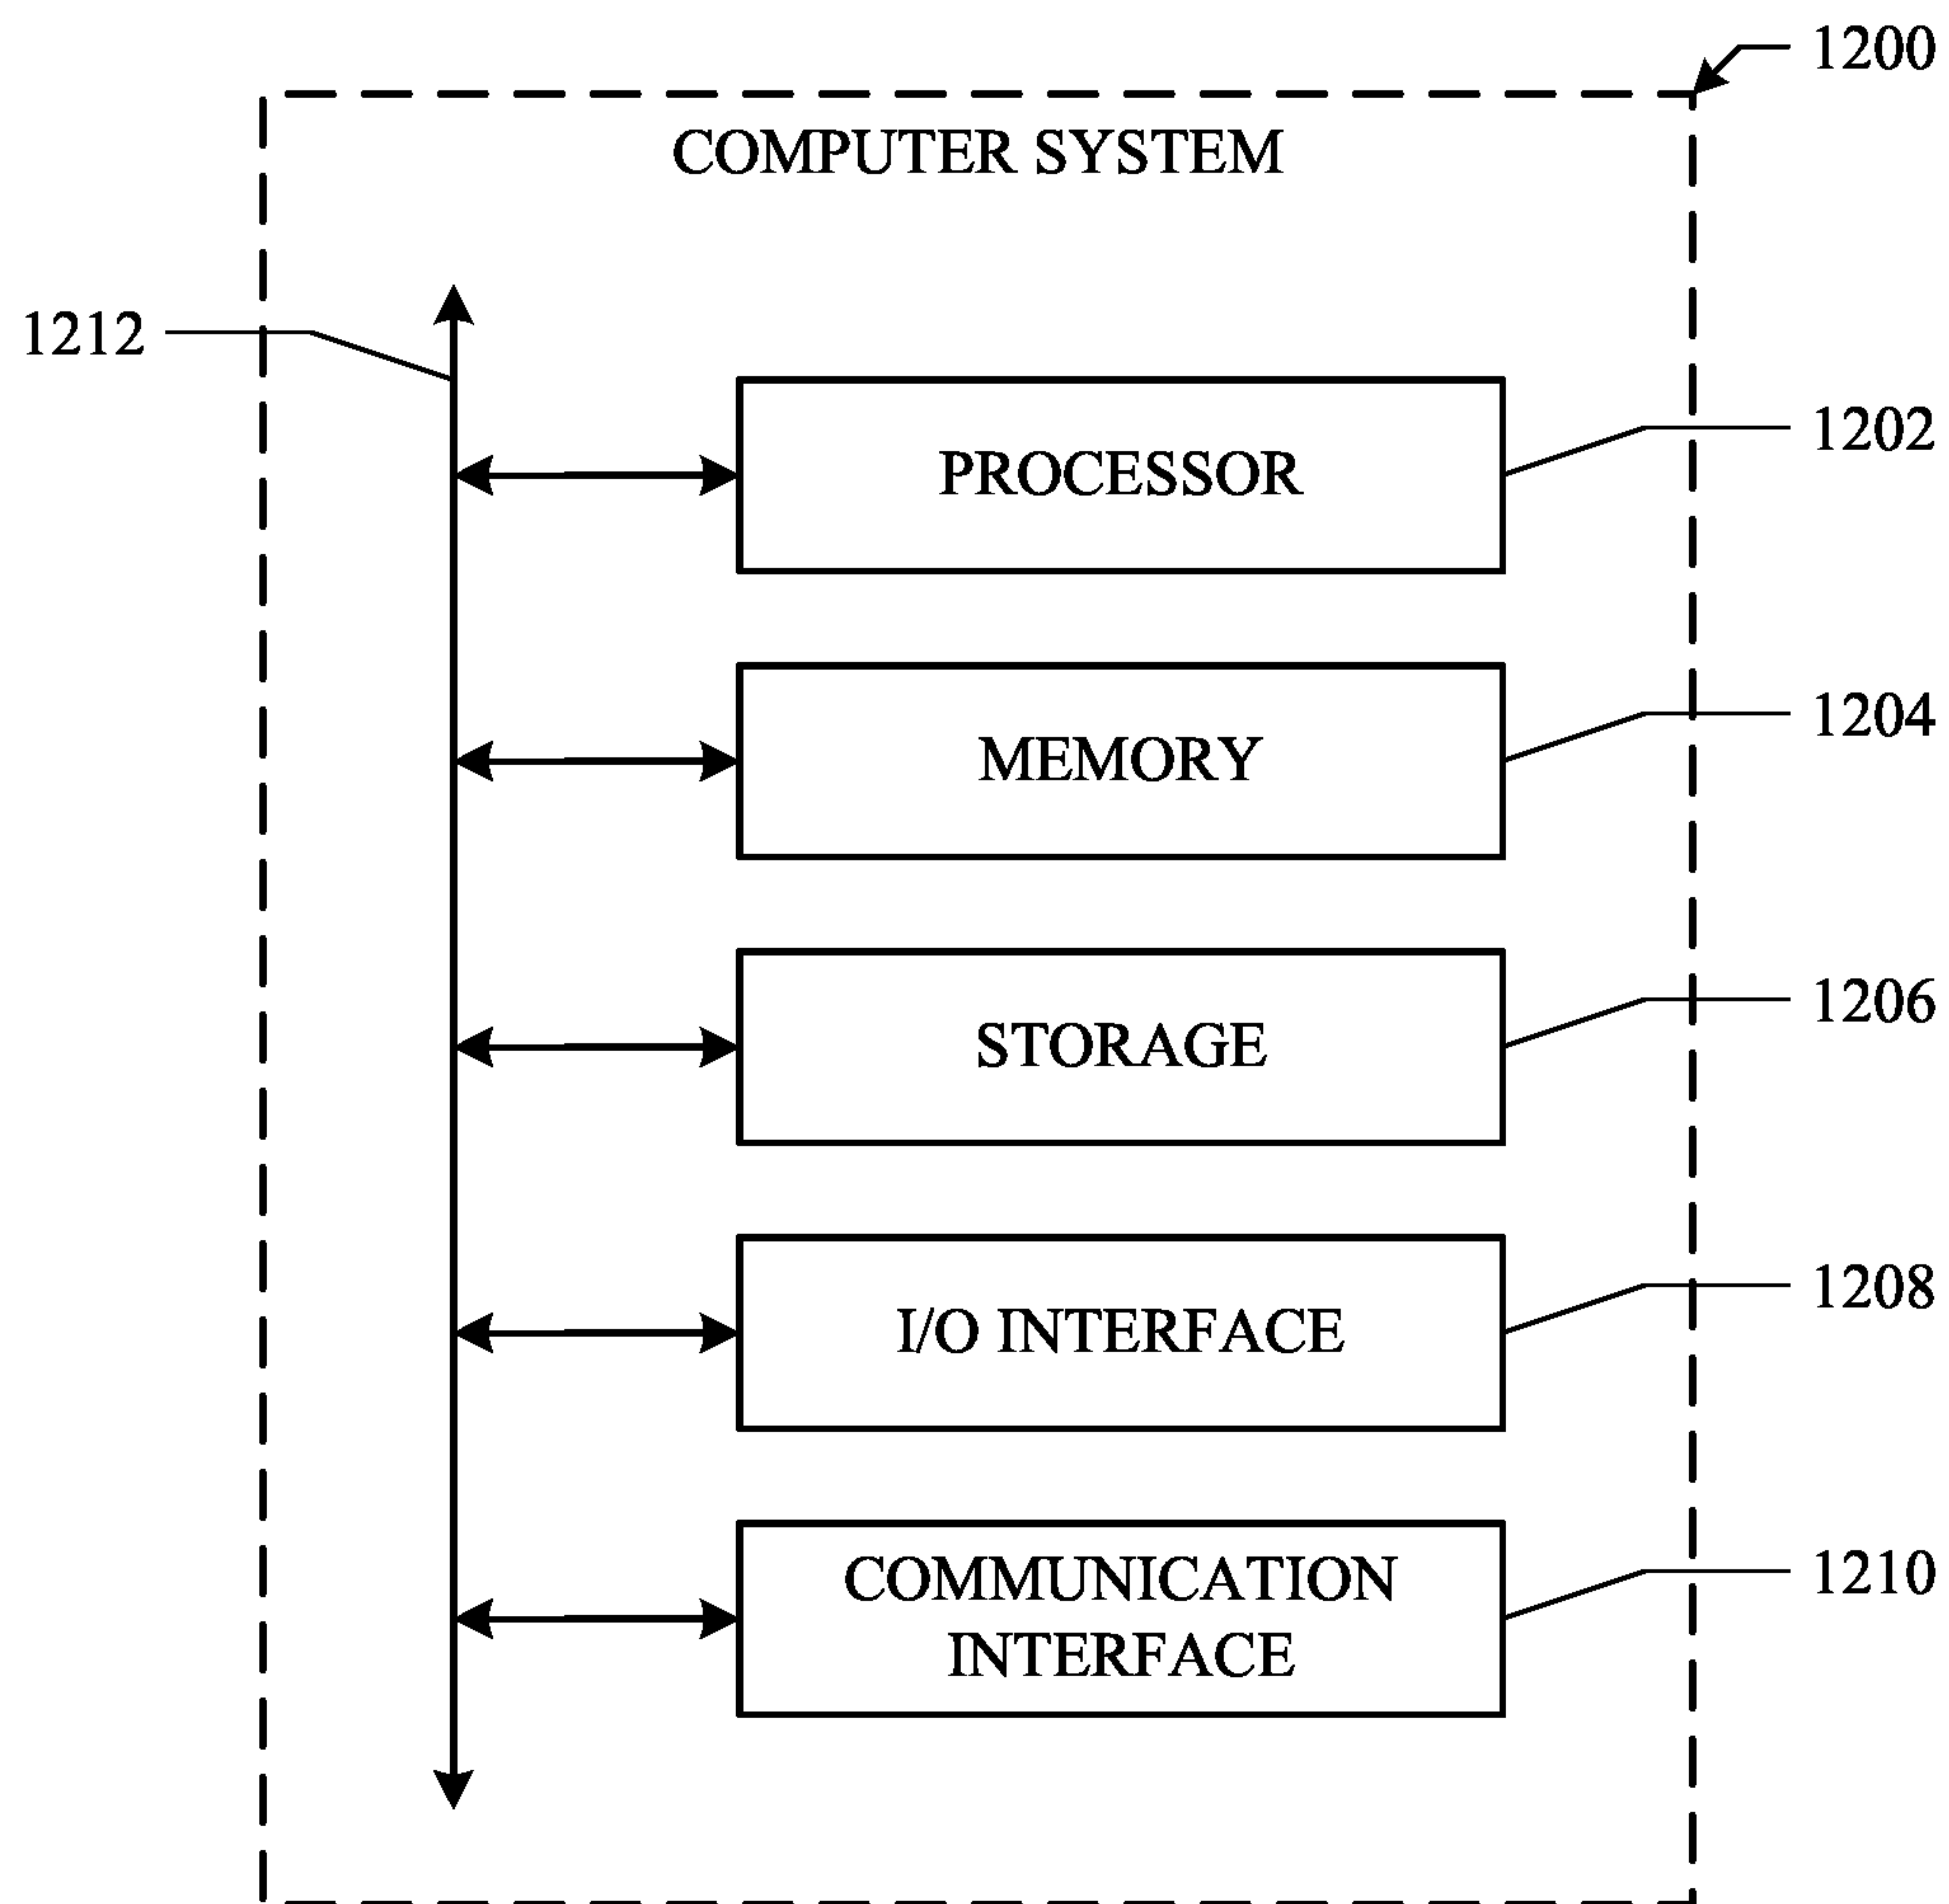 1200
COMPUTER SYSTEM
1212
PROCESSOR
1202
MEMORY
1204
STORAGE
1206
I/O INTERFACE
1208
COMMUNICATION
INTERFACE
1210